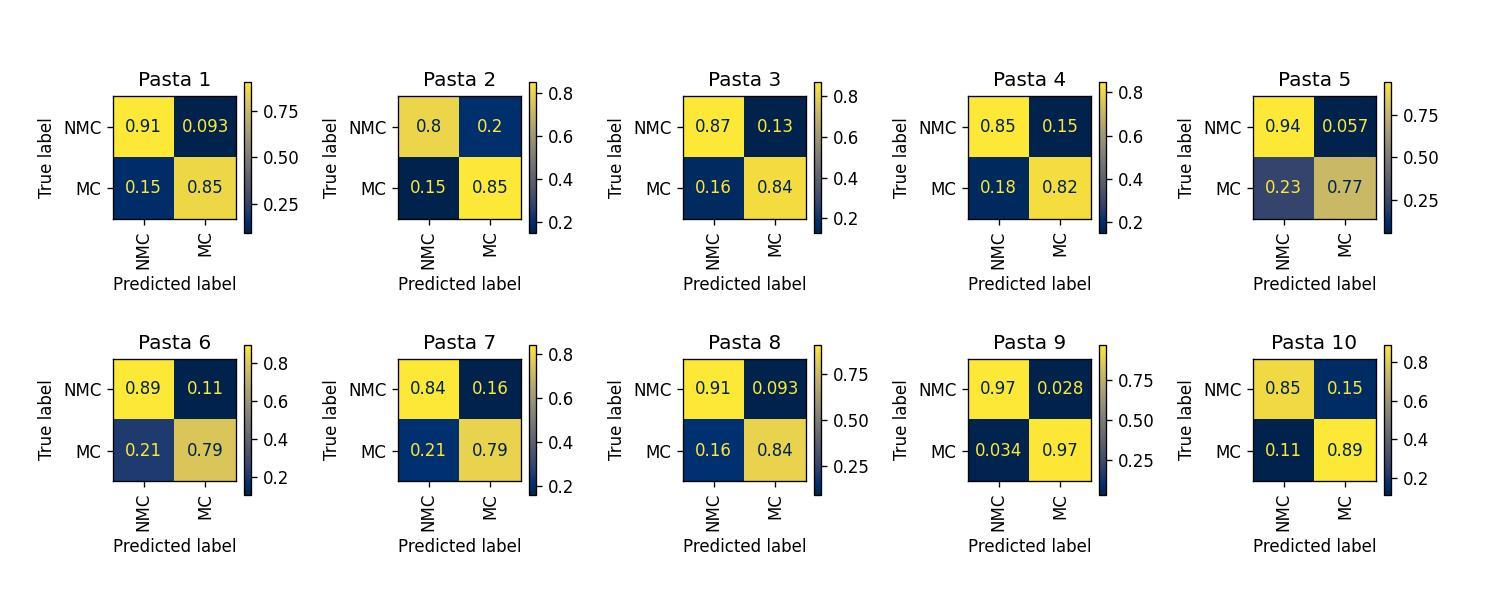 Pasta 1
True label
NMC 0.91 0.093
MC 0.15 0.85
NMC MC
Predicted label
0.75
0.50
0.25
Pasta 2
True label
NMC 0.8 0.2
MC 0.15 0.85
NMC MC
Predicted label
0.8
0.6
0.4
0.2
Pasta 3
True label
NMC 0.87 0.13
MC 0.16 0.84
NMC MC
Predicted label
0.8
0.6
0.4
0.2
Pasta 4
True label
NMC 0.85 0.15
MC 0.18 0.82
NMC MC
Predicted label
0.8
0.6
0.4
0.2
Pasta 5
True label
NMC 0.94 0.057
MC 0.23 0.77
NMC MC
Predicted label
0.75
0.50
0.25
Pasta 6
True label
NMC 0.89 0.11
MC 0.21 0.79
NMC MC
Predicted label
0.8
0.6
0.4
0.2
Pasta 7
True label
NMC 0.84 0.16
MC 0.21 0.79
NMC MC
Predicted label
0.8
0.6
0.4
0.2
Pasta 8
True label
NMC 0.91 0.093
MC 0.16 0.84
NMC MC
Predicted label
0.75
0.50
0.25
Pasta 9
True label
NMC 0.97 0.028
MC 0.034 0.97
NMC MC
Predicted label
0.75
0.50
0.25
Pasta 10
True label
NMC 0.85 0.15
MC 0.11 0.89
NMC MC
Predicted label
0.8
0.6
0.4
0.2